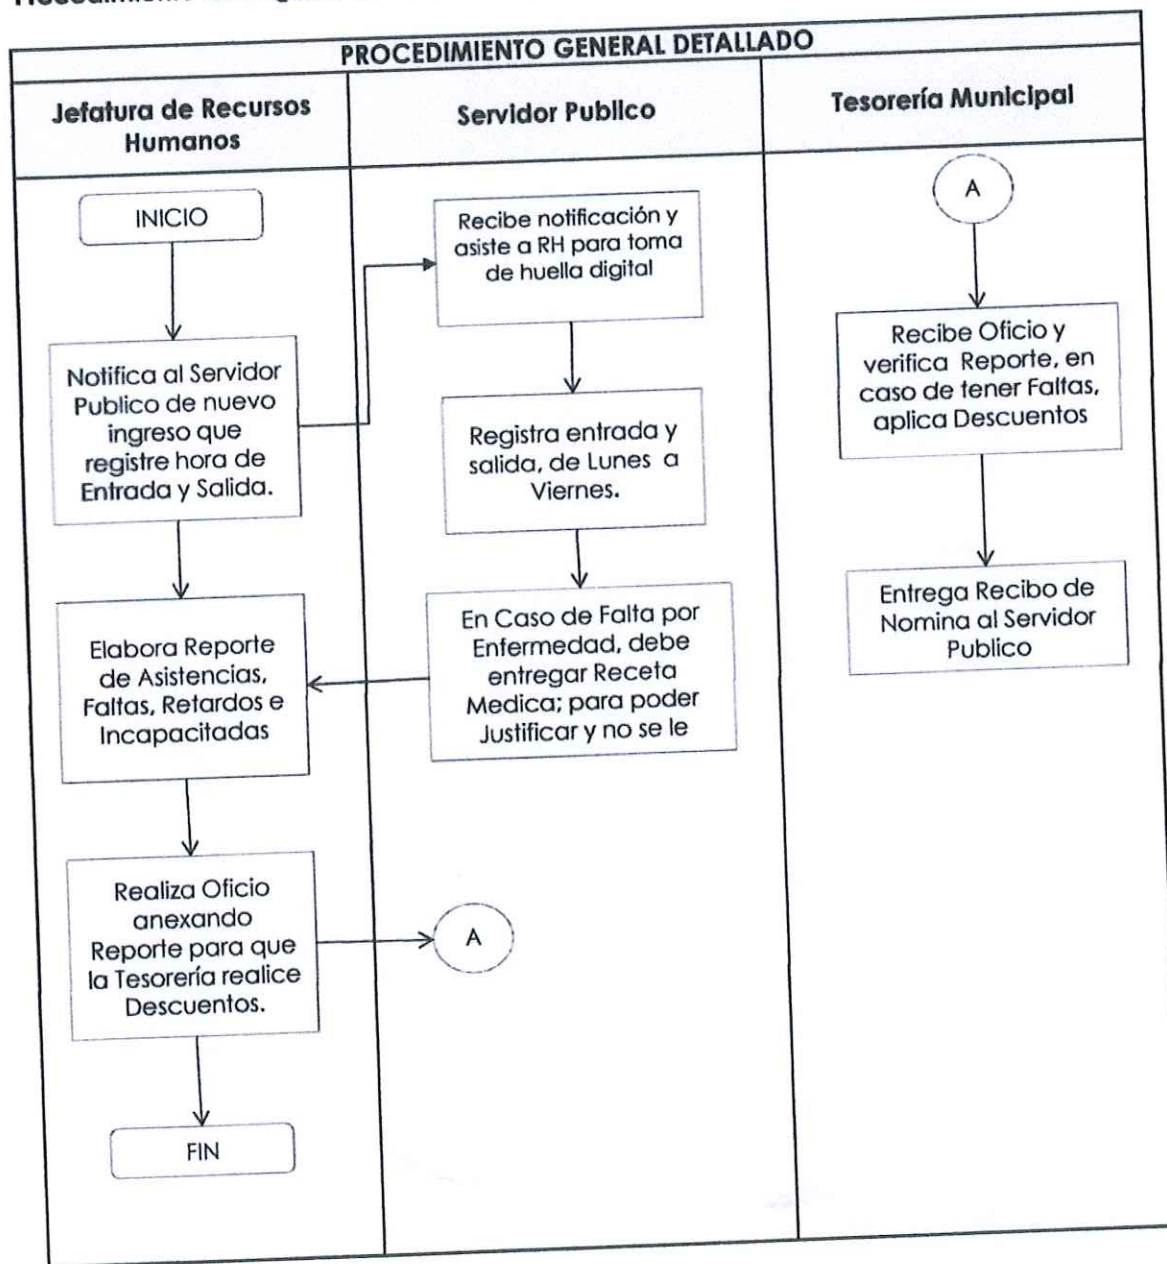 PROCEDIMIENTO GENERAL DETALLADO
Jefatura de Recursos
Humanos
Servidor Publico
Tesorería Municipal
INICIO
Notifica al Servidor
Publico de nuevo
ingreso que
registre hora de
Entrada y Salida.
Elabora Reporte
de Asistencias,
Faltas, Retardos e
Incapacitadas
Realiza Oficio
anexando
Reporte para que
la Tesorería realice
Descuentos.
FIN
Recibe notificación y
asiste a RH para toma
de huella digital
Registra entrada y
salida, de Lunes a
Viernes.
En Caso de Falta por
Enfermedad, debe
entregar Receta
Medica; para poder
Justificar y no se le
A
A
Recibe Oficio y
verifica Reporte, en
caso de tener Faltas,
aplica Descuentos
Entrega Recibo de
Nomina al Servidor
Publico